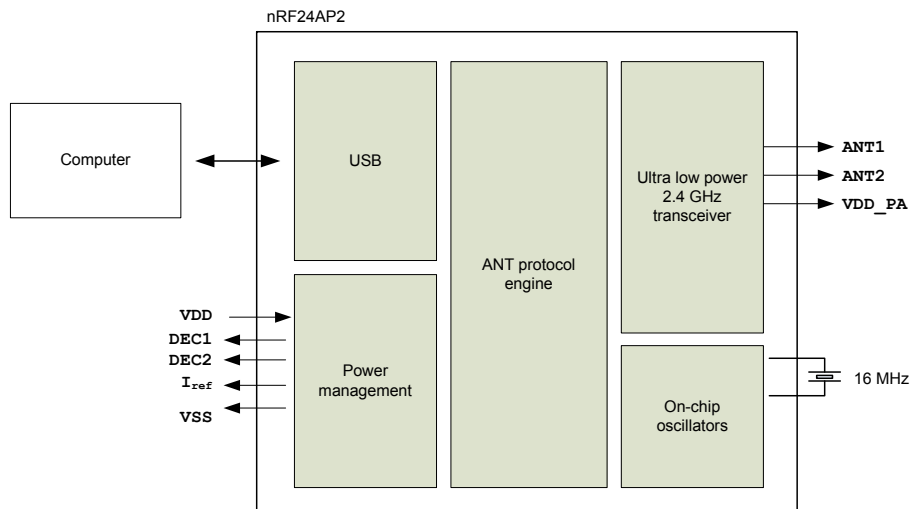 nRF24AP2
Computer
USB
ANT protocol
engine
Ultra low power
2.4 GHz
transceiver
ANT1
ANT2
VDD_PA
VDD
DEC1
DEC2
Iref
VSS
Power
management
On-chip
oscillators
16 MHz